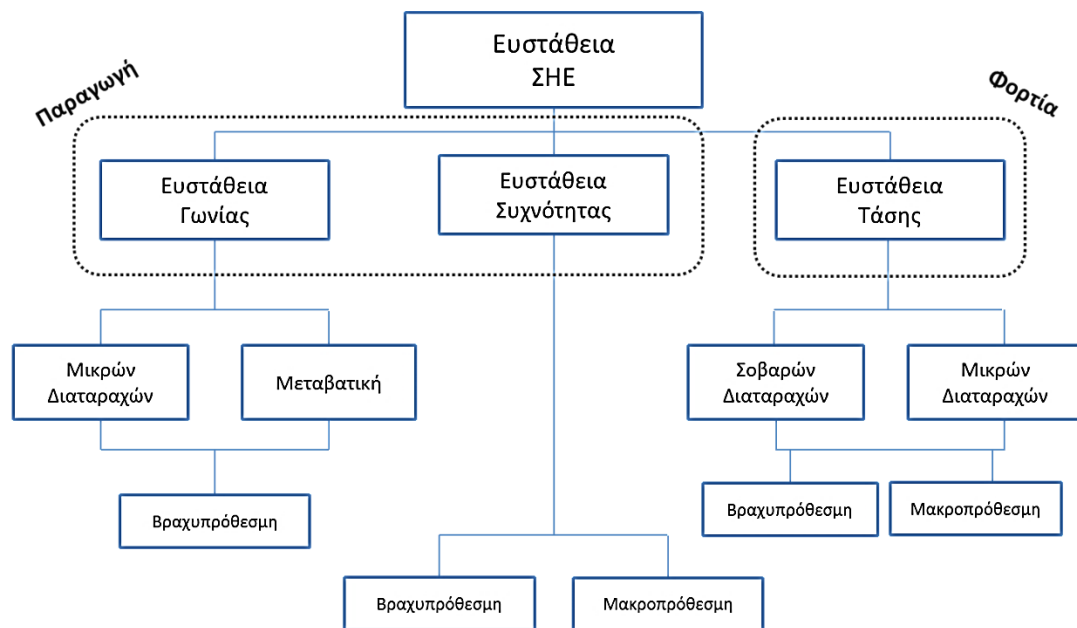 Ευστάθεια
ΣΗΕ
Παραγωγή
Φορτία
Ευστάθεια
Γωνίας
Ευστάθεια
Συχνότητας
Ευστάθεια
Τάσης
Μικρών
Διαταραχών
Μεταβατική
Σοβαρών
Διαταραχών
Μικρών
Διαταραχών
Βραχυπρόθεσμη
Βραχυπρόθεσμη
Μακροπρόθεσμη
Βραχυπρόθεσμη
Μακροπρόθεσμη